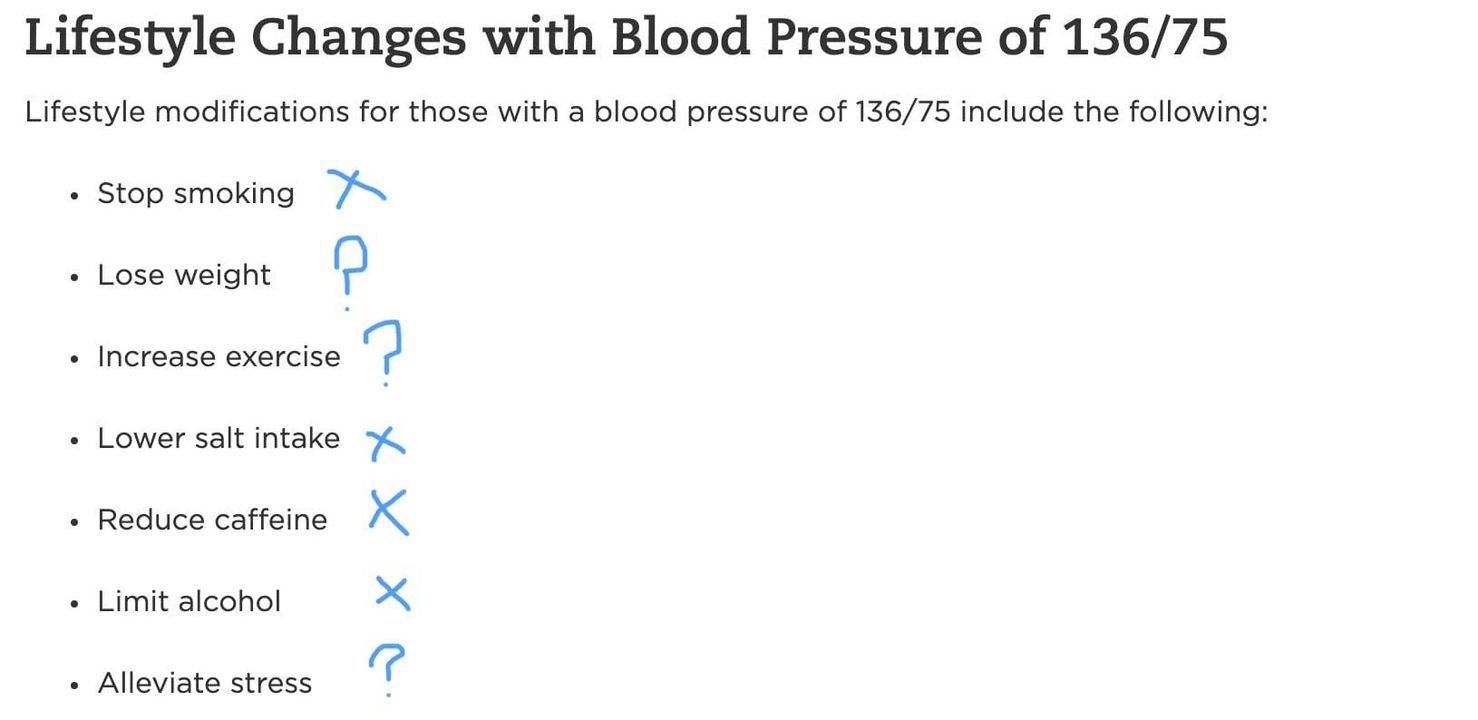 Lifestyle Changes with Blood Pressure of 136/75
Lifestyle modifications for those with a blood pressure of 136/75 include the following:
• Stop smoking X
• Lose weight ?
• Increase exercise ?
• Lower salt intake X
• Reduce caffeine X
• Limit alcohol X
• Alleviate stress ?